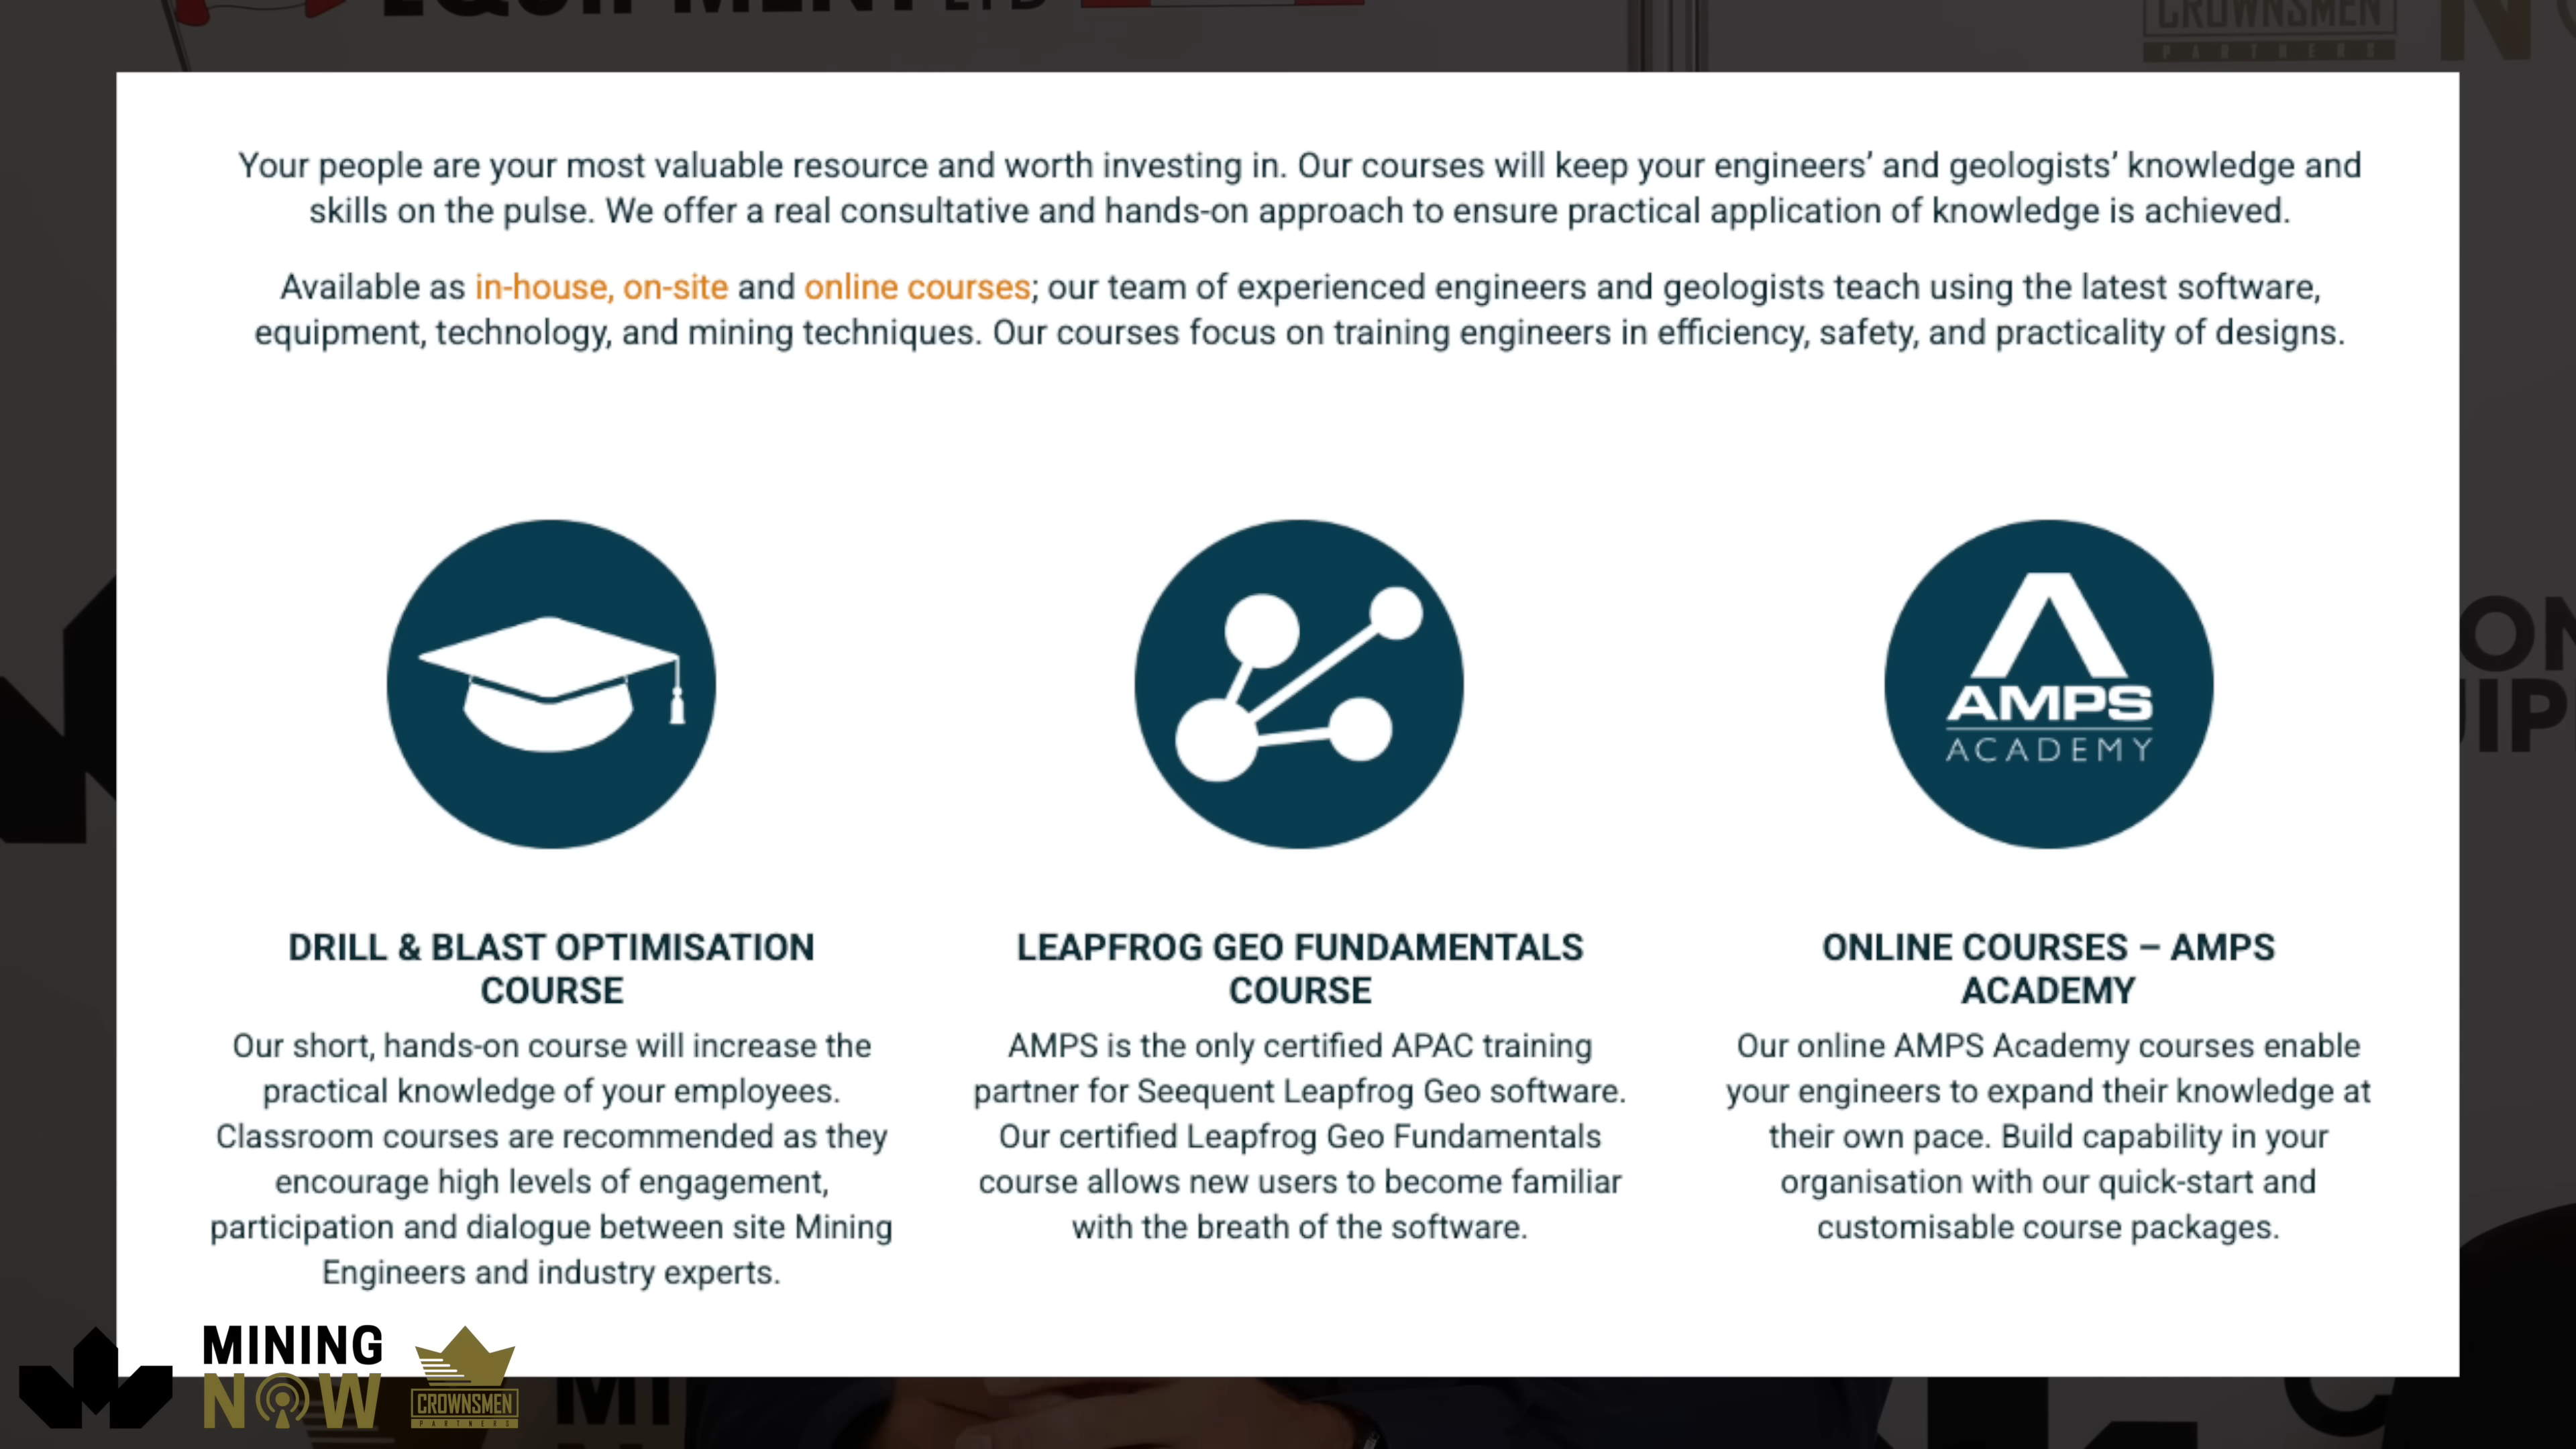 EQUIPMENT LTD
CROWNSMEN
PARTNERS
Your people are your most valuable resource and worth investing in. Our courses will keep your engineers’ and geologists’ knowledge and
skills on the pulse. We offer a real consultative and hands-on approach to ensure practical application of knowledge is achieved.
Available as in-house, on-site and online courses; our team of experienced engineers and geologists teach using the latest software,
equipment, technology, and mining techniques. Our courses focus on training engineers in efficiency, safety, and practicality of designs.
AMPS
ACADEMY
DRILL & BLAST OPTIMISATION
COURSE
Our short, hands-on course will increase the
practical knowledge of your employees.
Classroom courses are recommended as they
encourage high levels of engagement,
participation and dialogue between site Mining
Engineers and industry experts.
LEAPFROG GEO FUNDAMENTALS
COURSE
AMPS is the only certified APAC training
partner for Seequent Leapfrog Geo software.
Our certified Leapfrog Geo Fundamentals
course allows new users to become familiar
with the breath of the software.
ONLINE COURSES – AMPS
ACADEMY
Our online AMPS Academy courses enable
your engineers to expand their knowledge at
their own pace. Build capability in your
organisation with our quick-start and
customisable course packages.
MINING
NOW
CROWNSMEN
PARTNERS